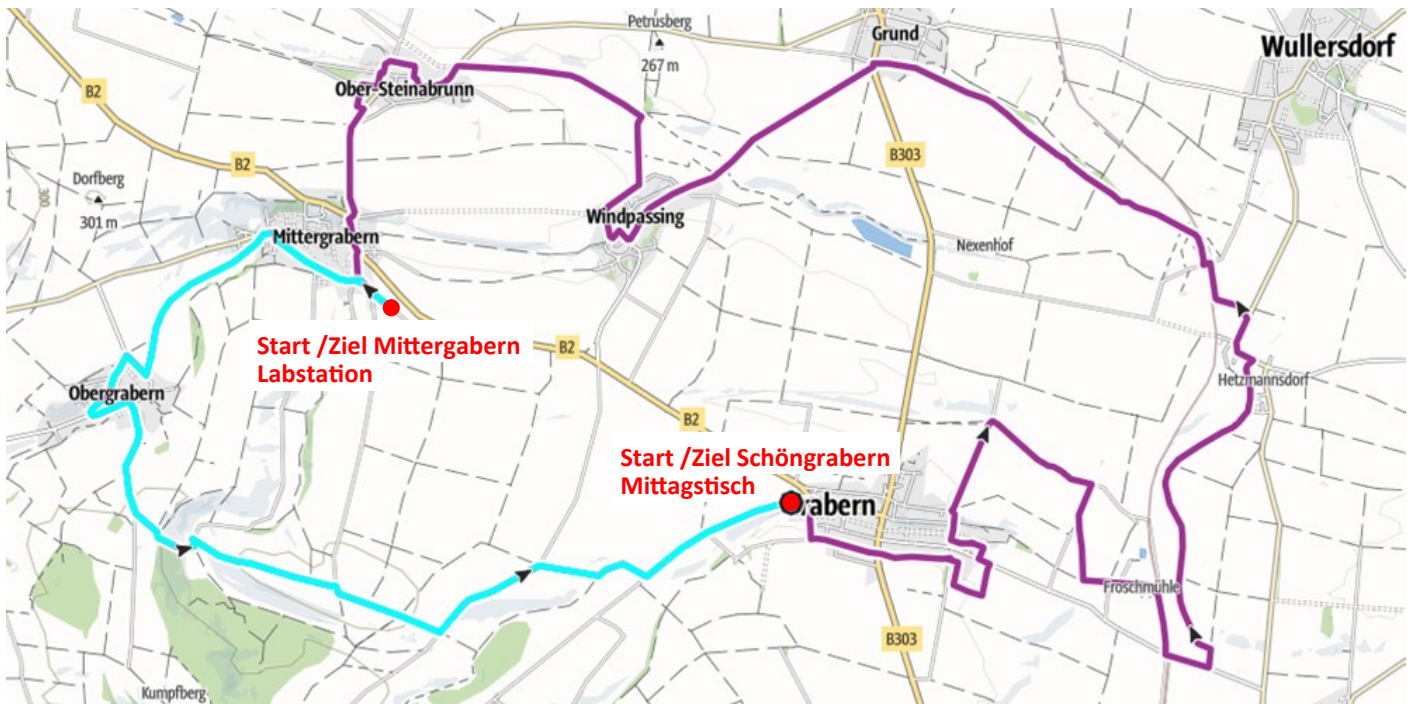 Petrusberg
267 m
Grund
Wullersdorf
B2
Ober-Steinabrunn
B2
B303
Dorfberg
301 m
300
Mittergrabern
Windpassing
Nexenhof
Start /Ziel Mittergabern
Labstation
B2
Hetzmannsdorf
Obergrabern
B2
Start /Ziel Schöngrabern
Mittagstisch
rabern
Froschmühle
B303
Kumpfberg